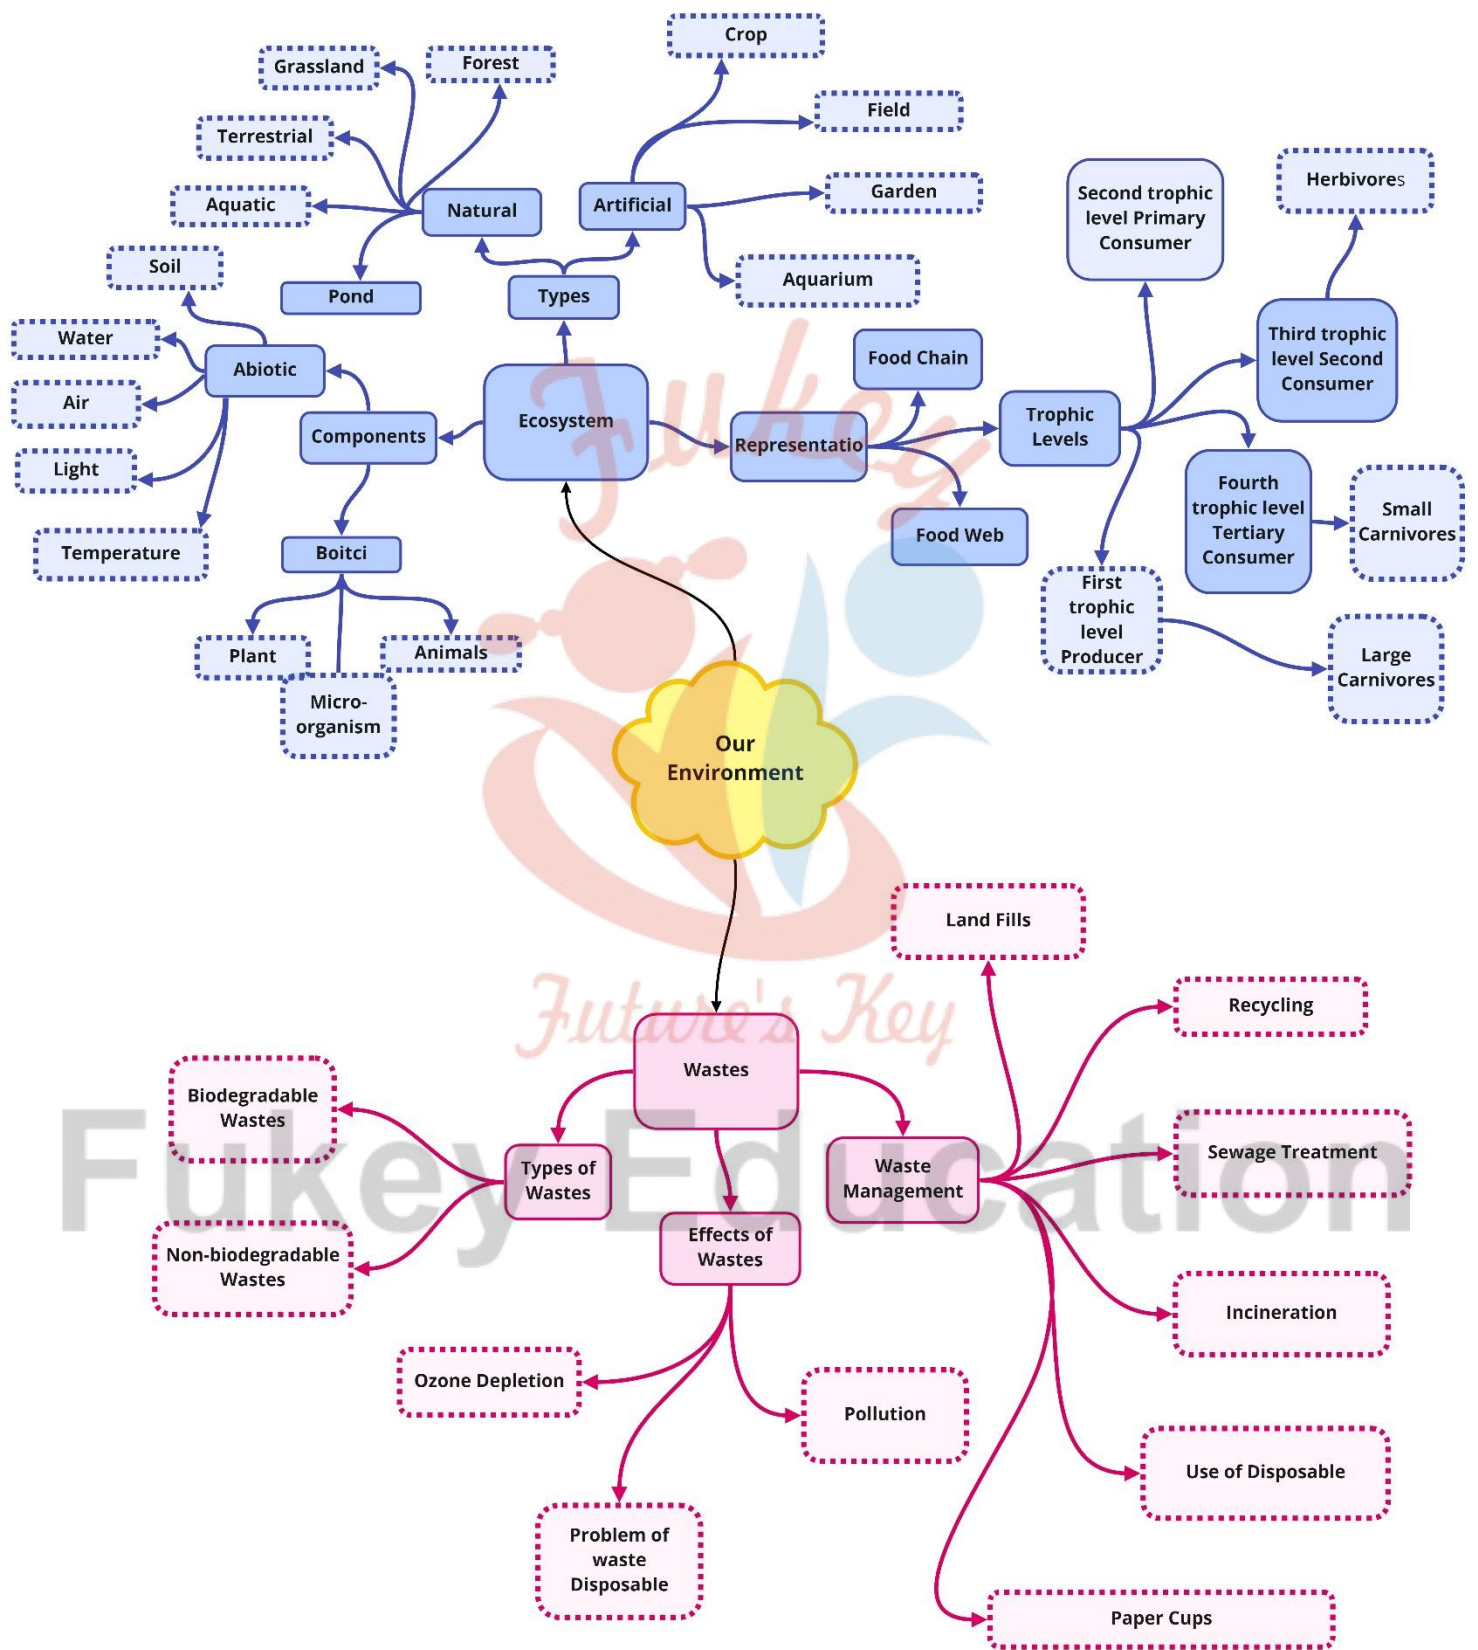 Crop
Grassland
Forest
Field
Terrestrial
Second trophic
level Primary
Consumer
Herbivores
Aquatic
Natural
Artificial
Garden
Soil
Pond
Types
Aquarium
Water
Abiotic
Food Chain
Third trophic
level Second
Consumer
Air
Components
Ecosystem
Representatio
Trophic
Levels
Light
Fourth
trophic level
Tertiary
Consumer
Small
Carnivores
Temperature
Boitci
Food Web
First
trophic
level
Producer
Plant
Animals
Large
Carnivores
Micro-
organism
Our
Environment
Fukey
Land Fills
Future's Key
Recycling
Wastes
Biodegradable
Wastes
Fukey Education
Types of
Wastes
Waste
Management
Sewage Treatment
Non-biodegradable
Wastes
Effects of
Wastes
Incineration
Ozone Depletion
Pollution
Use of Disposable
Problem of
waste
Disposable
Paper Cups